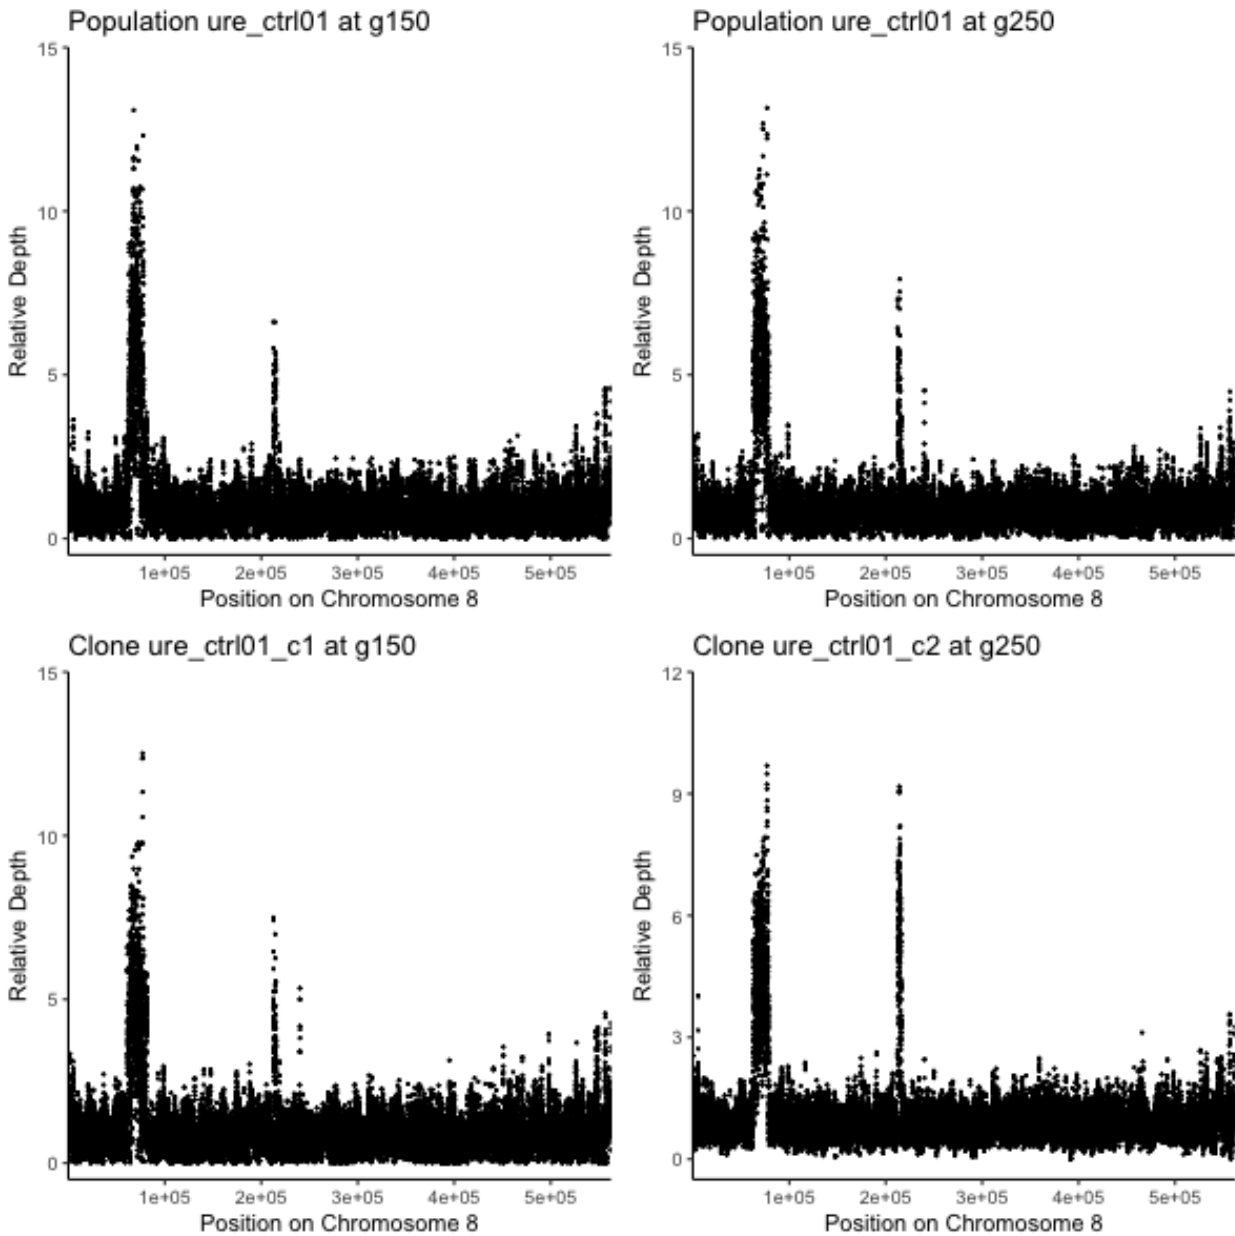 Population ure_ctrl01 at g150
15
10
5
0
Relative Depth
1e+05 2e+05 3e+05 4e+05 5e+05
Position on Chromosome 8
Population ure_ctrl01 at g250
15
10
5
0
Relative Depth
1e+05 2e+05 3e+05 4e+05 5e+05
Position on Chromosome 8
Clone ure_ctrl01_c1 at g150
15
10
5
0
Relative Depth
1e+05 2e+05 3e+05 4e+05 5e+05
Position on Chromosome 8
Clone ure_ctrl01_c2 at g250
12
9
6
3
0
Relative Depth
1e+05 2e+05 3e+05 4e+05 5e+05
Position on Chromosome 8